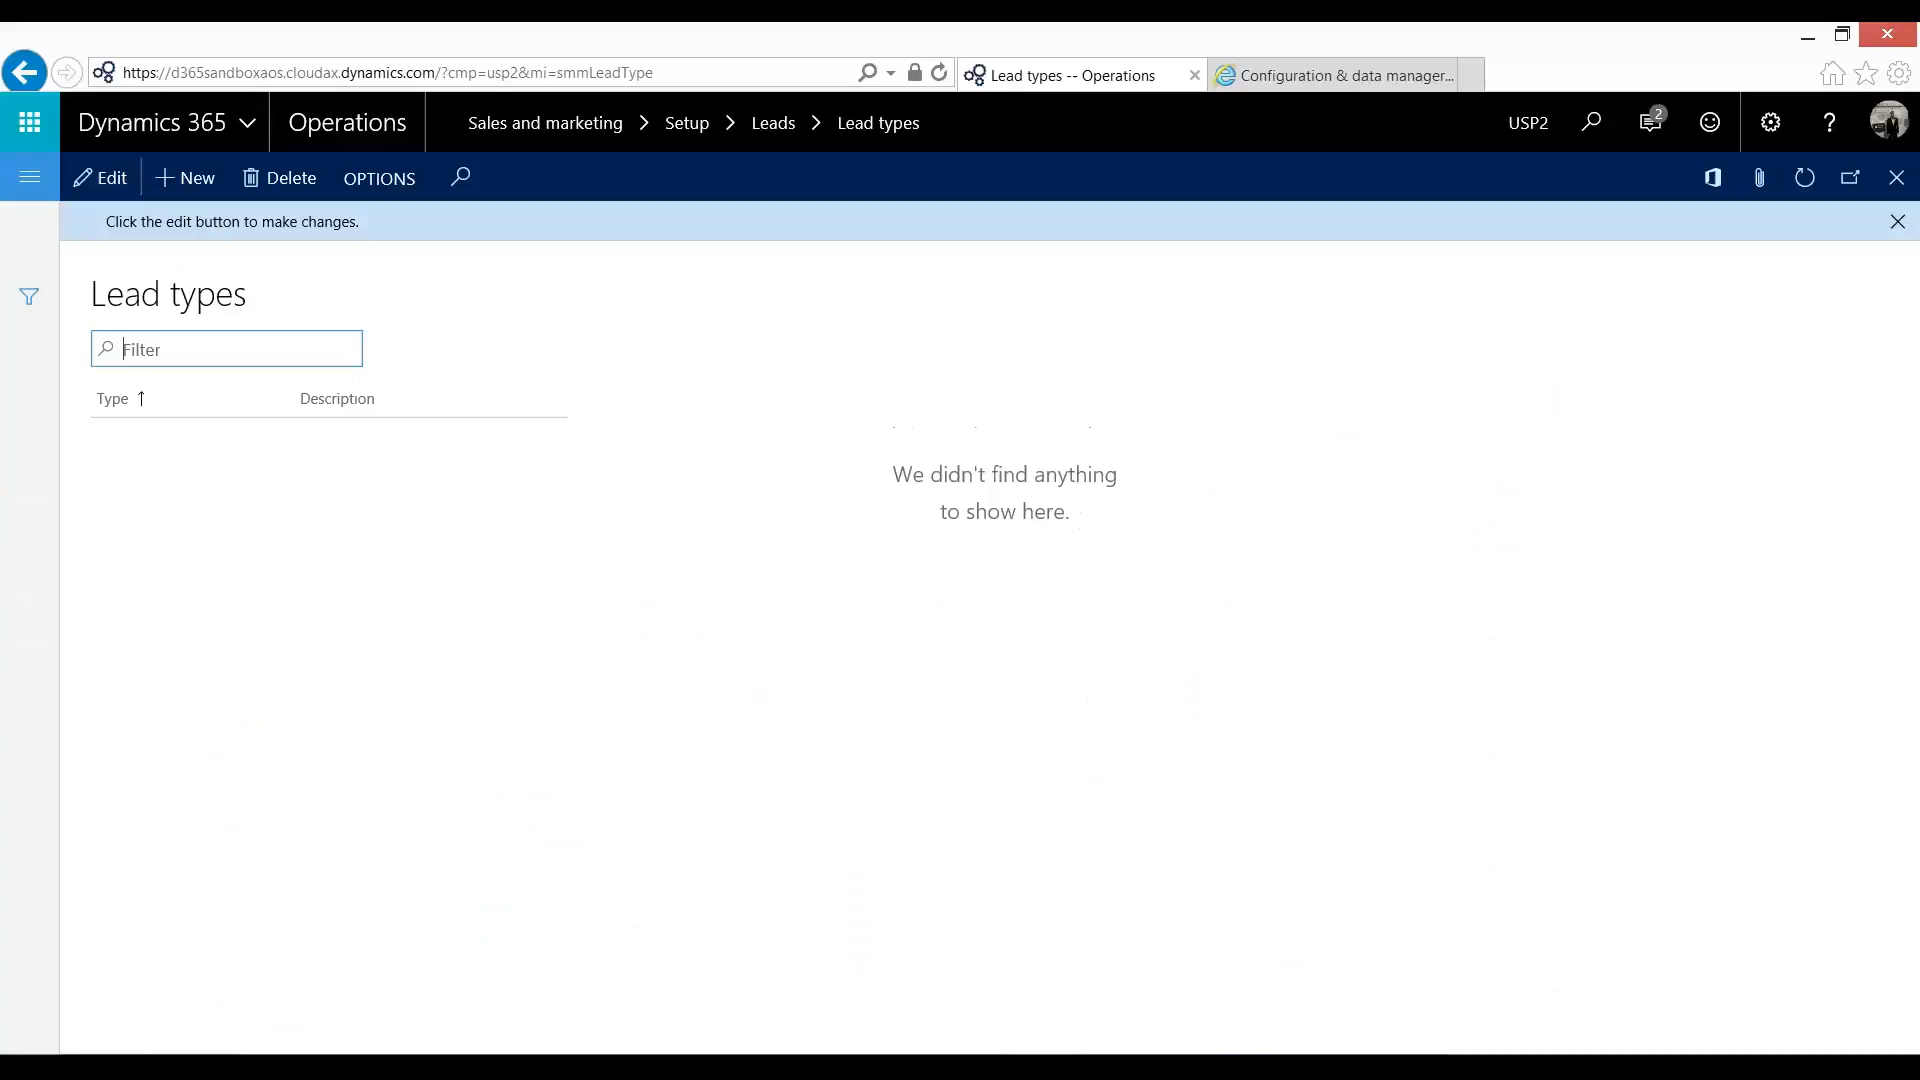 https://d365sandboxaos.cloudax.dynamics.com/?cmp=usp2&mi=smmLeadType
Lead types -- Operations
Configuration & data manager...
Dynamics 365
Operations
Sales and marketing > Setup > Leads > Lead types
USP2
2
?
Edit
New
Delete
OPTIONS
Click the edit button to make changes.
Lead types
Filter
Type ↑
Description
We didn't find anything
to show here.